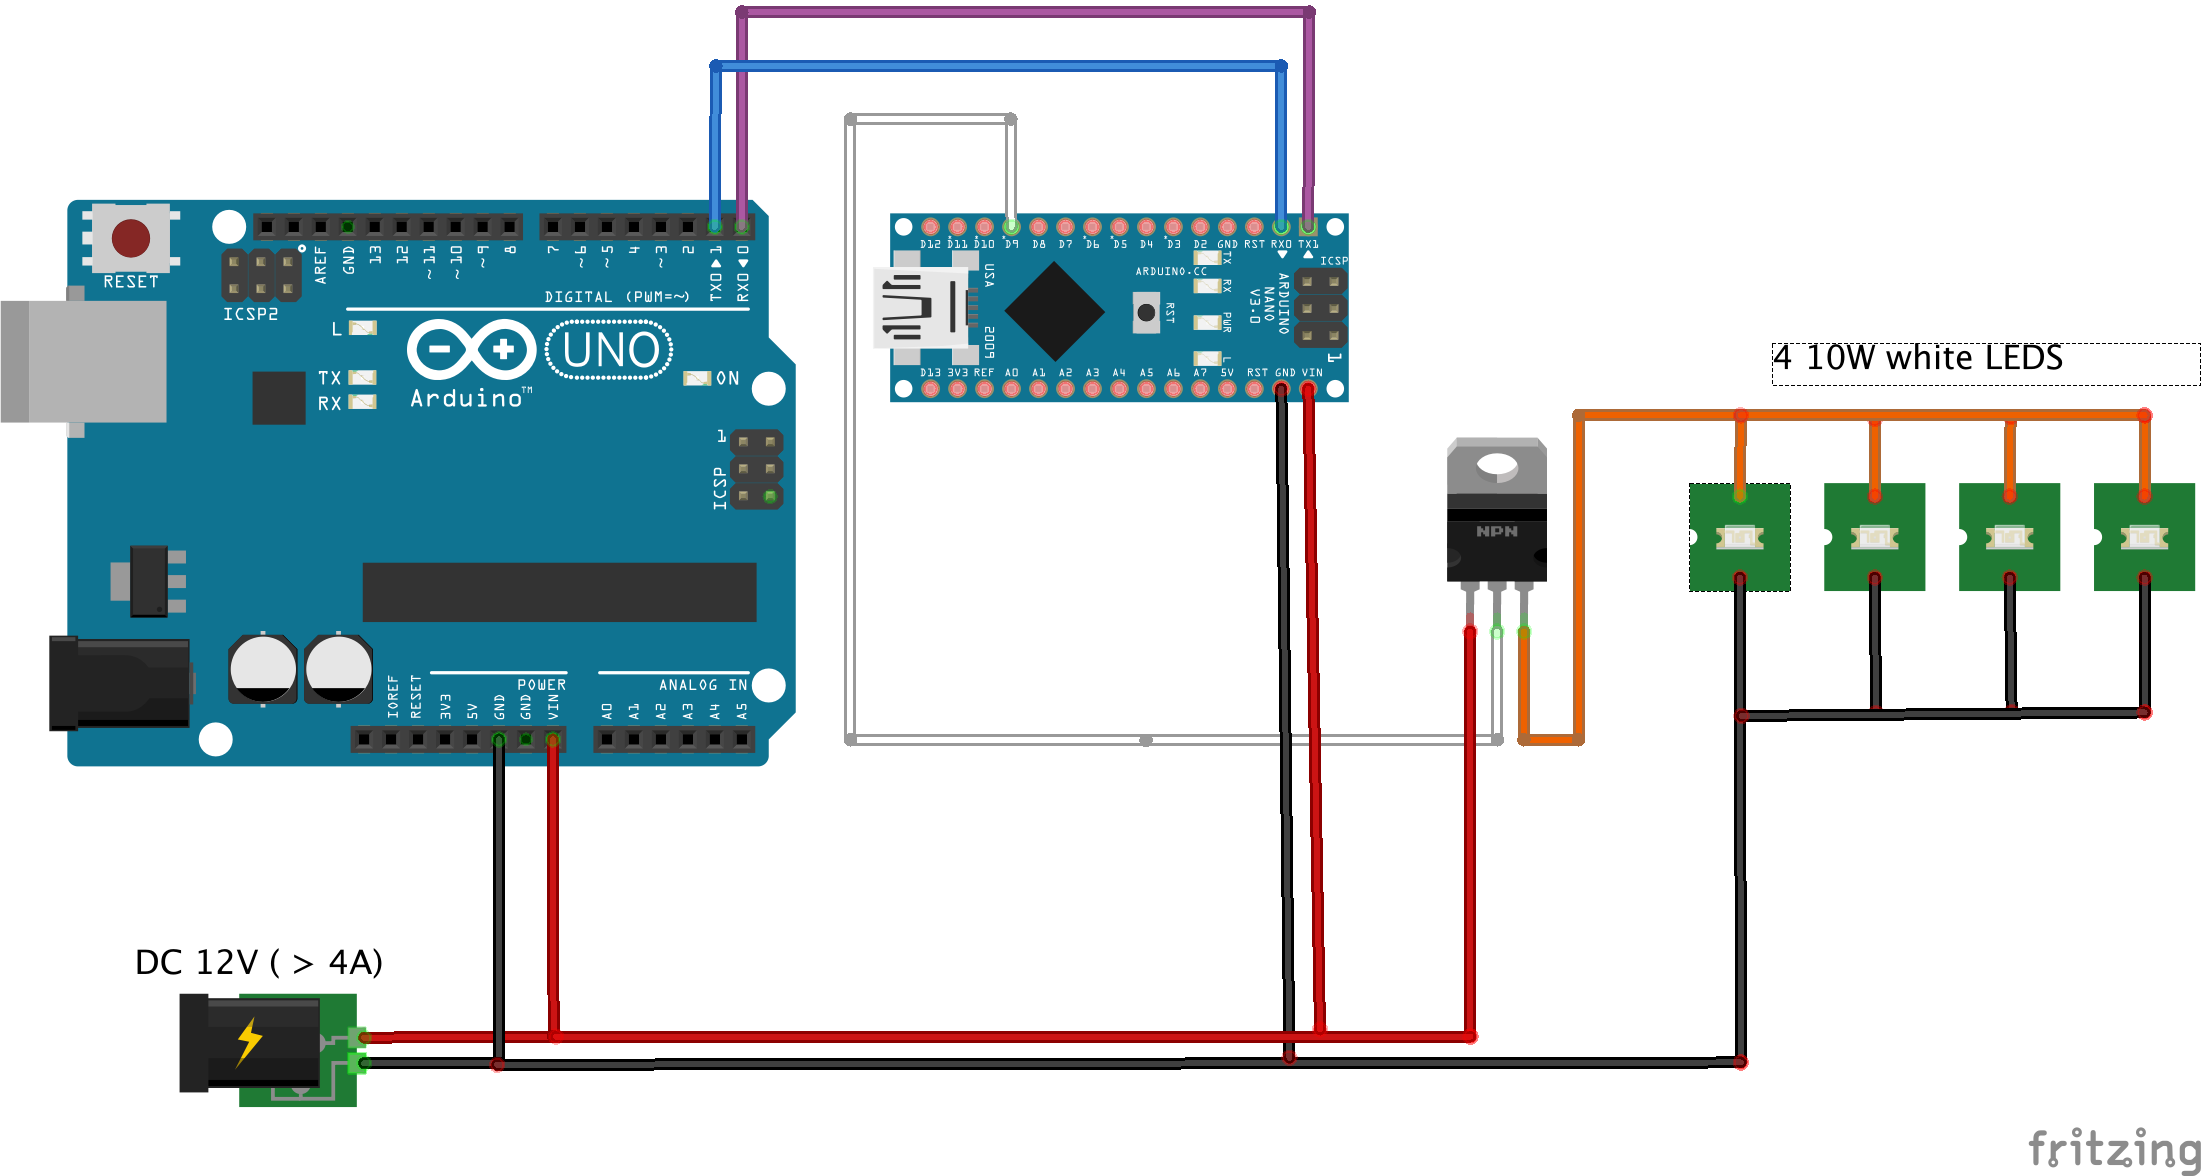 RESET
ICSP2
AREF
GND
13
12
~11
~10
~9
8
7
~6
~5
4
~3
2
TX0▶1
RX0◀0
DIGITAL (PWM=~)
L
TX
RX
UNO
Arduino™
ON
1
ICSP
IOREF
RESET
3V3
5V
GND
GND
VIN
POWER
ANALOG IN
A0
A1
A2
A3
A4
A5
D12
D11
D10
D9
D8
D7
D6
D5
D4
D3
D2
GND
RST
RX0
TX1
USA
2009
ARDUINO.CC
RST
TX
RX
PWR
L
ARDUINO
NANO
V3.0
ICSP
1
D13
3V3
REF
A0
A1
A2
A3
A4
A5
A6
A7
5V
RST
GND
VIN
NPN
4 10W white LEDS
DC 12V ( > 4A)
fritzing